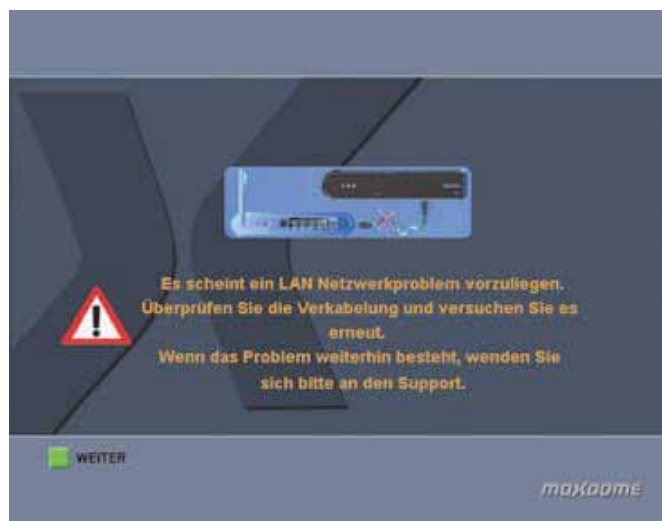 Es scheint ein LAN Netzwerkproblem vorzuliegen.
Überprüfen Sie die Verkabelung und versuchen Sie es
erneut.
Wenn das Problem weiterhin besteht, wenden Sie
sich bitte an den Support.
WEITER
maxdome